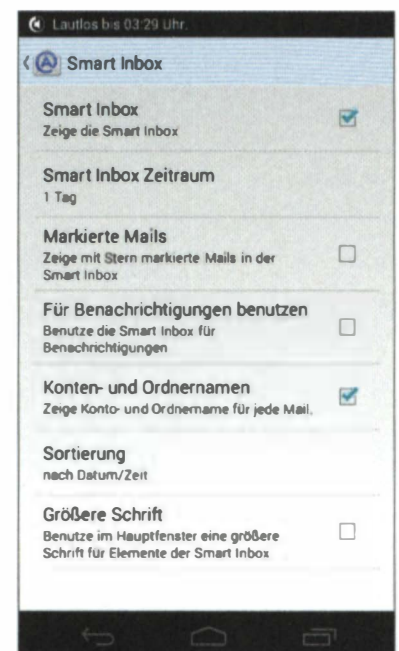 Lautlos bis 03:29 Uhr.
Smart Inbox
Smart Inbox
Zeige die Smart Inbox
Smart Inbox Zeitraum
1 Tag
Markierte Mails
Zeige mit Stern markierte Mails in der
Smart Inbox
Für Benachrichtigungen benutzen
Benutze die Smart Inbox für
Benachrichtigungen
Konten- und Ordnernamen
Zeige Konto- und Ordnername für jede Mail.
Sortierung
nach Datum/Zeit
Größere Schrift
Benutze im Hauptfenster eine größere
Schrift für Elemente der Smart Inbox